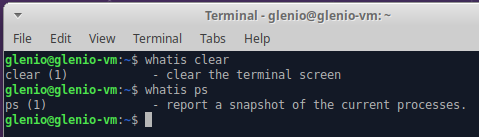 Terminal - glenio@glenio-vm: ~
File Edit View Terminal Tabs Help
glenio@glenio-vm:~$ whatis clear
clear (1)            - clear the terminal screen
glenio@glenio-vm:~$ whatis ps
ps (1)               - report a snapshot of the current processes.
glenio@glenio-vm:~$